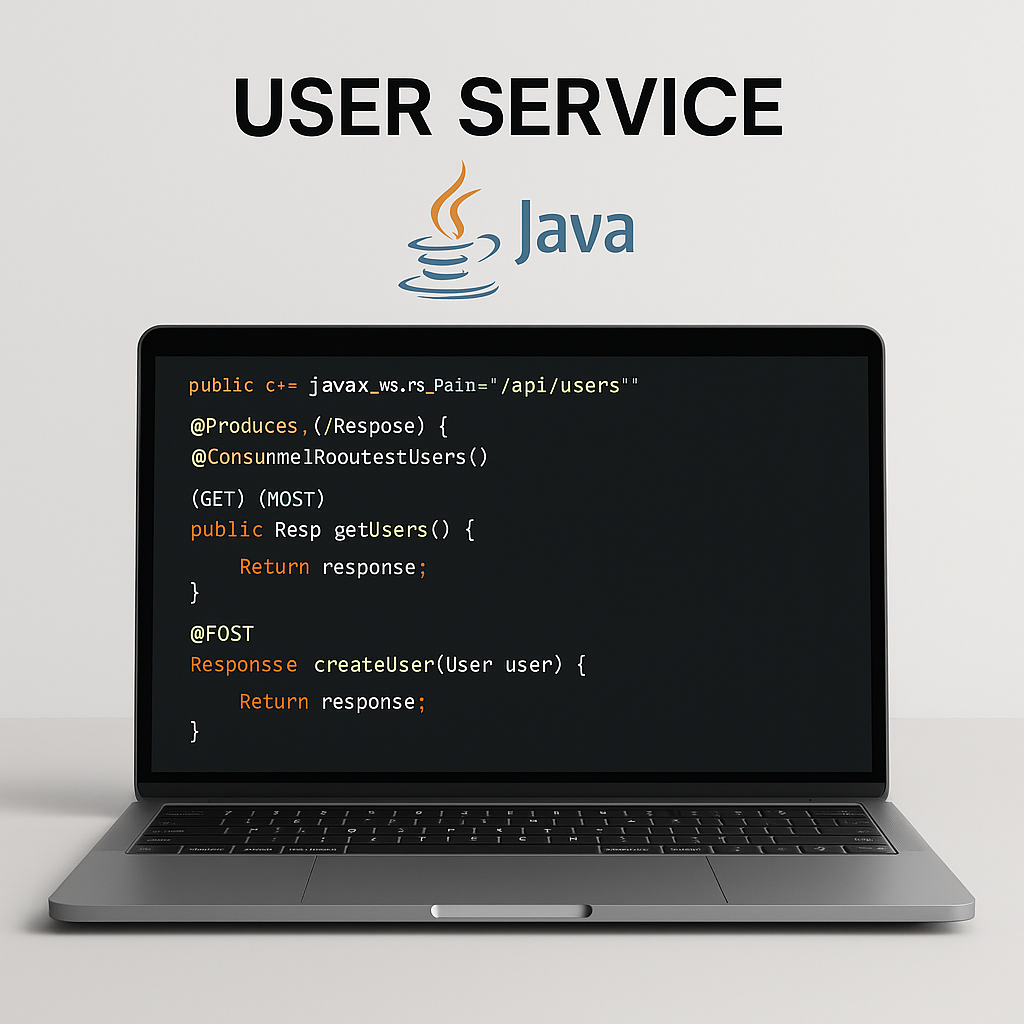 USER SERVICE
Java
public c+= javax_ws.rs_Pain="/api/users""
@Produces,(/Respose) {
@ConsunmelRooutestUsers()
(GET) (MOST)
public Resp getUsers() {
Return response;
}
@FOST
Responsse createUser(User user) {
Return response;
}